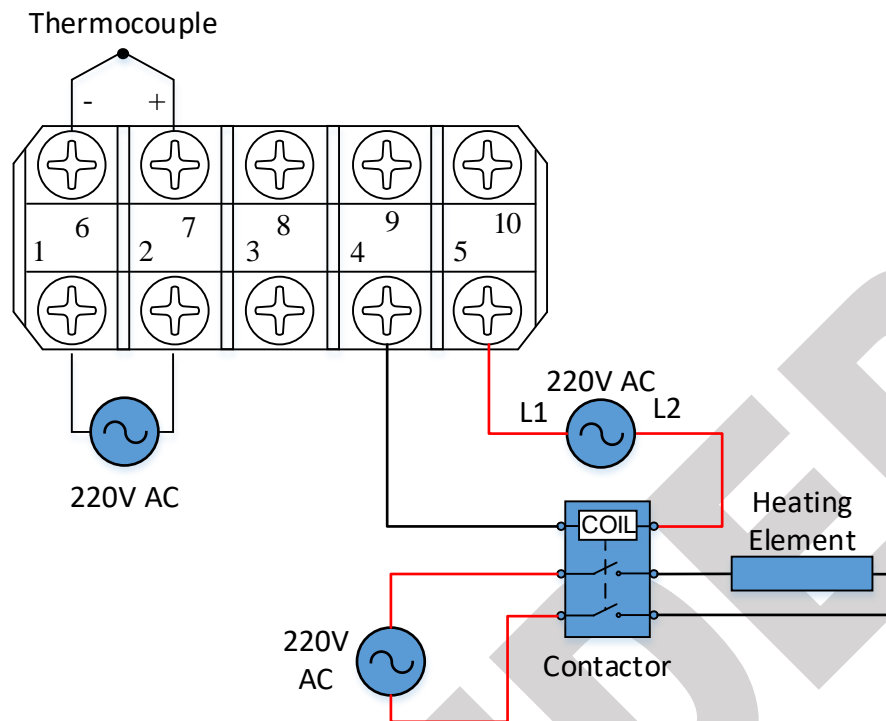 Thermocouple
- +
6 7 8 9 10
1 2 3 4 5
220V AC
L1 L2
220V AC
COIL
Heating
Element
220V
AC
Contactor